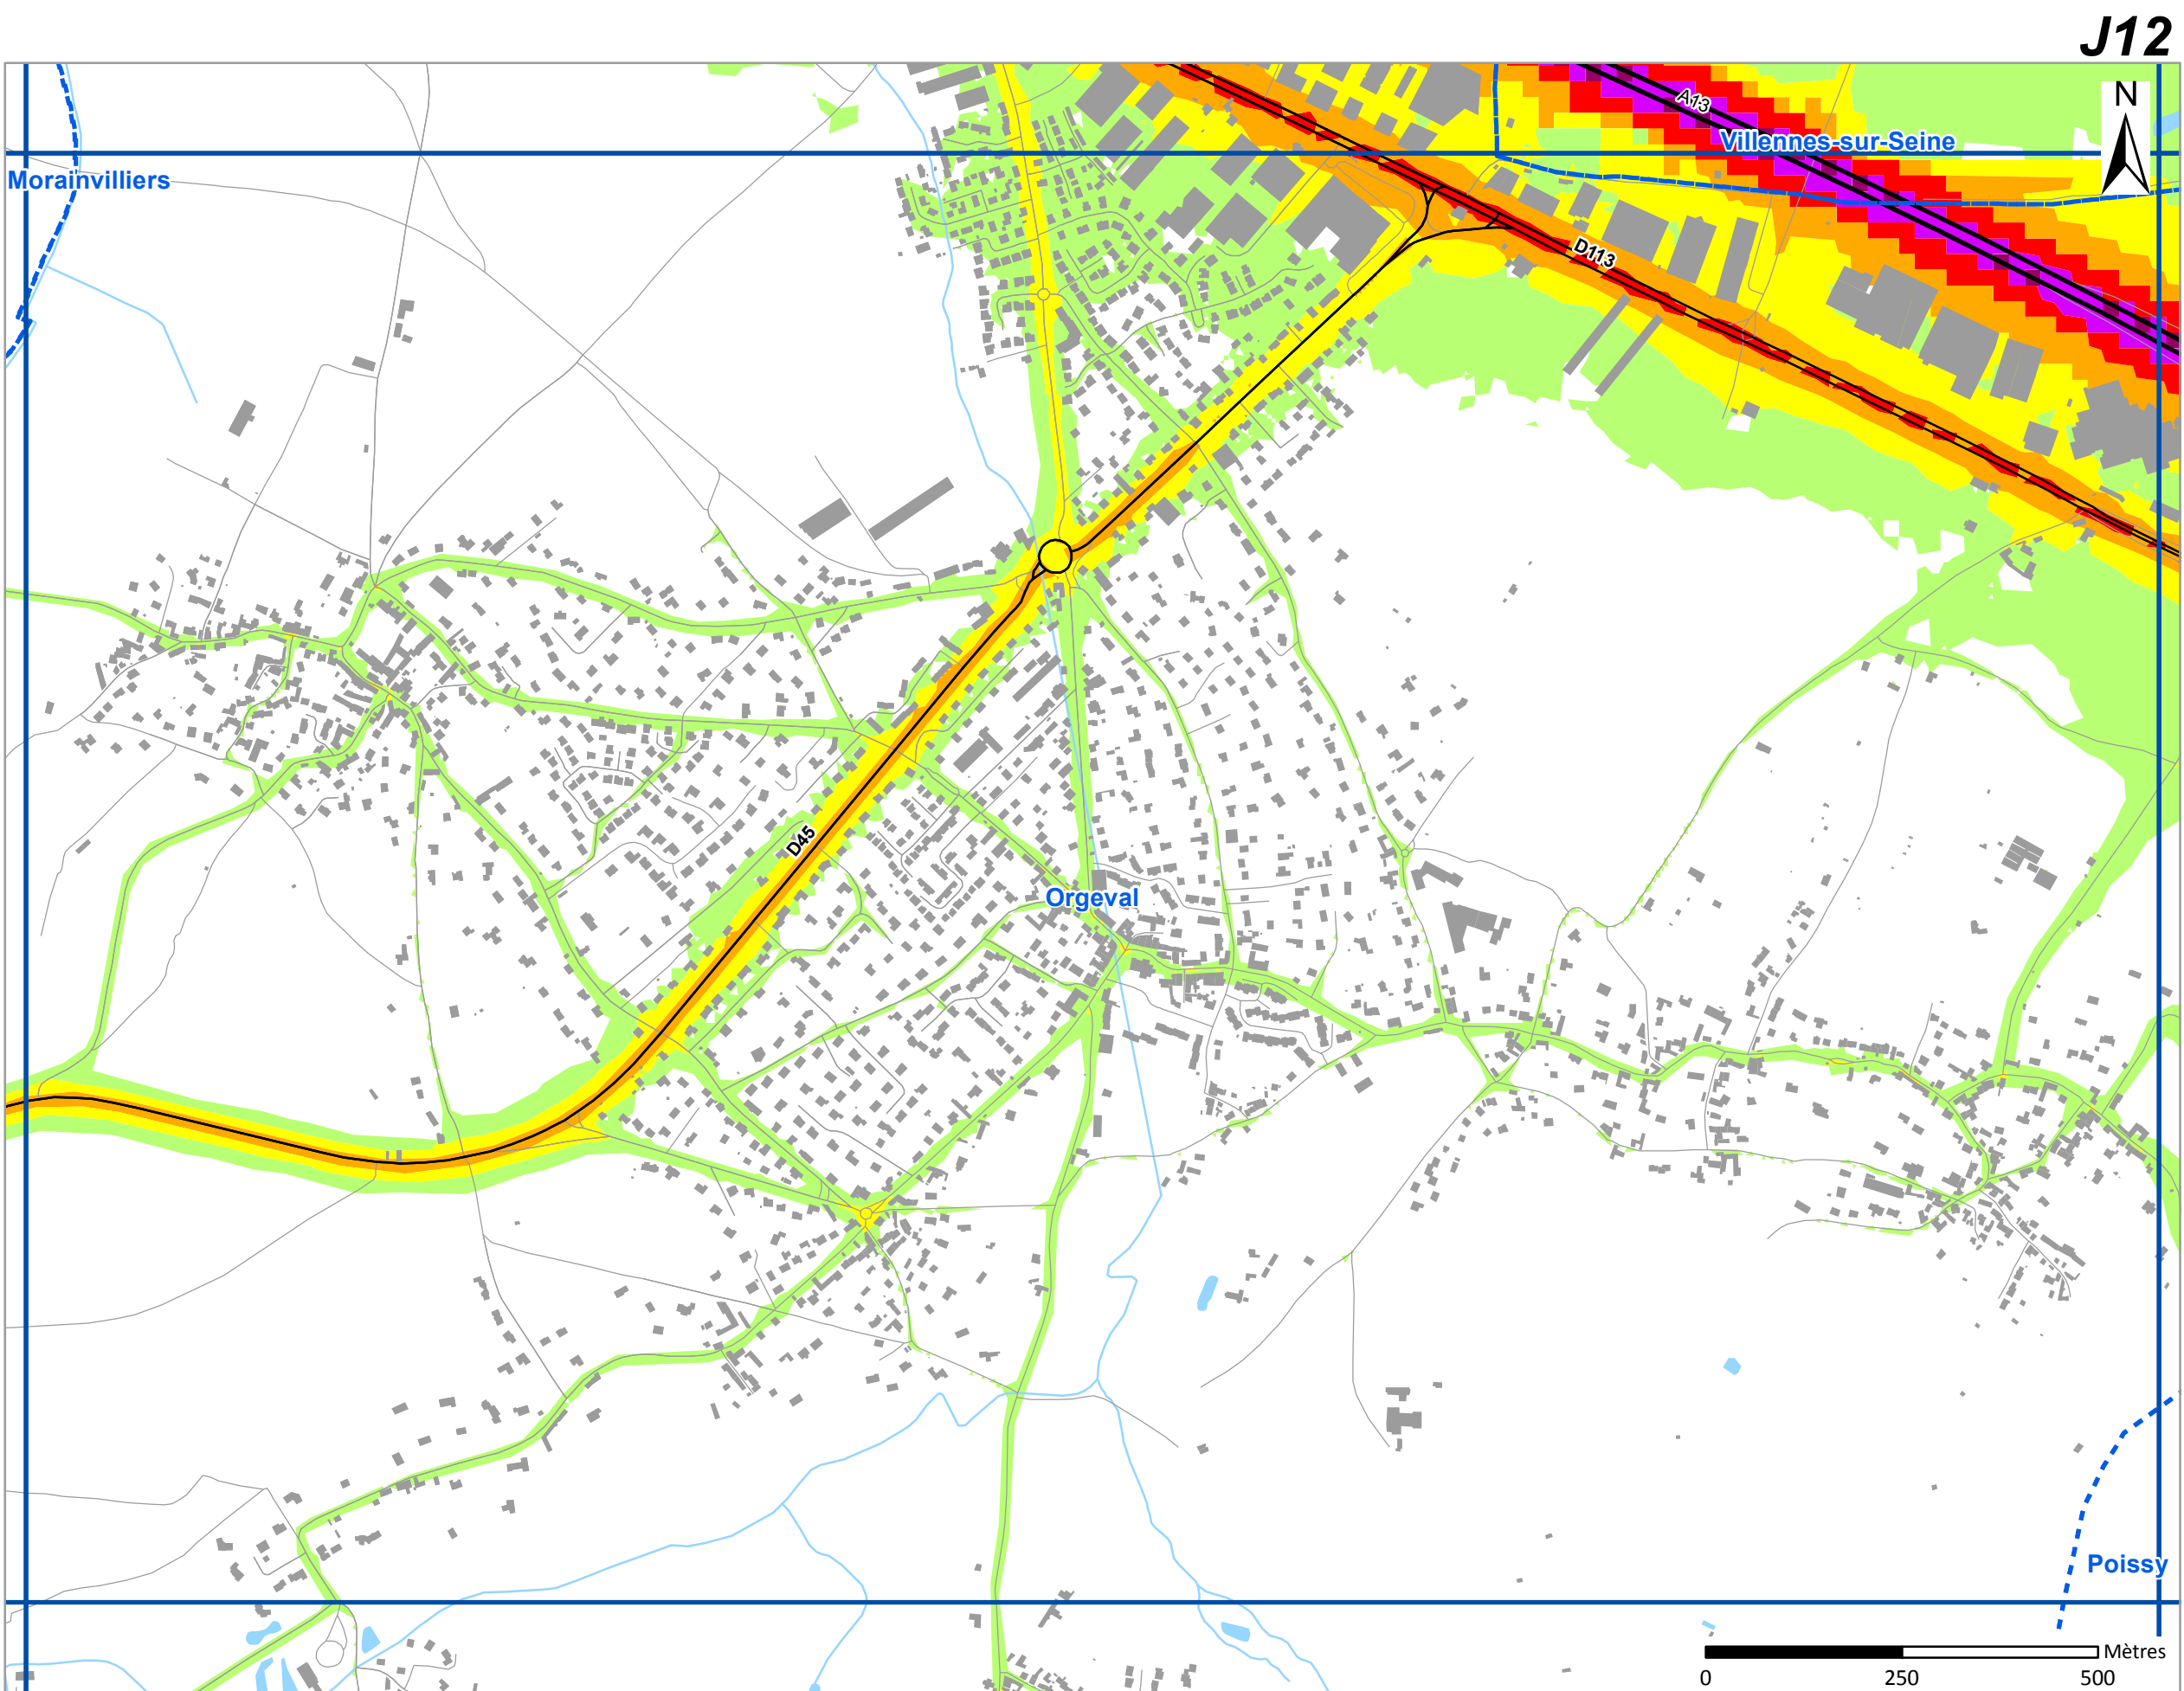 J12
N
A13
Villennes-sur-Seine
Morainvilliers
D113
D45
Orgeval
Poissy
Mètres
0 250 500